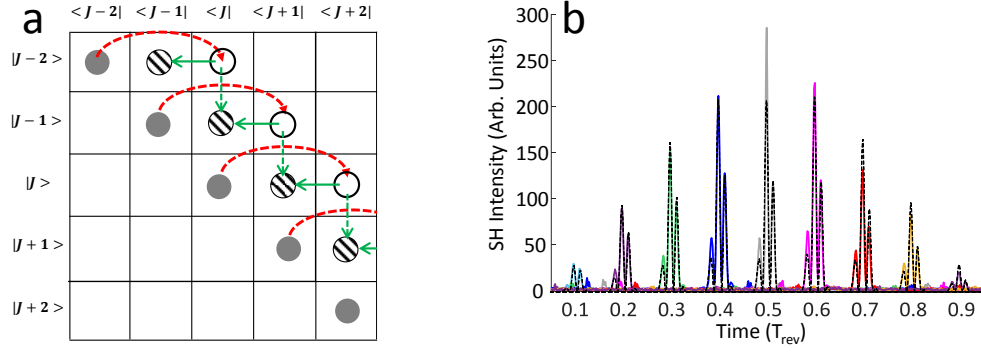 a
< J − 2| < J − 1| < J| < J + 1| < J + 2|
|J − 2 >
|J − 1 >
|J >
|J + 1 >
|J + 2 >
b
SH Intensity (Arb. Units)
300
250
200
150
100
50
0
0.1 0.2 0.3 0.4 0.5 0.6 0.7 0.8 0.9
Time (Trev)